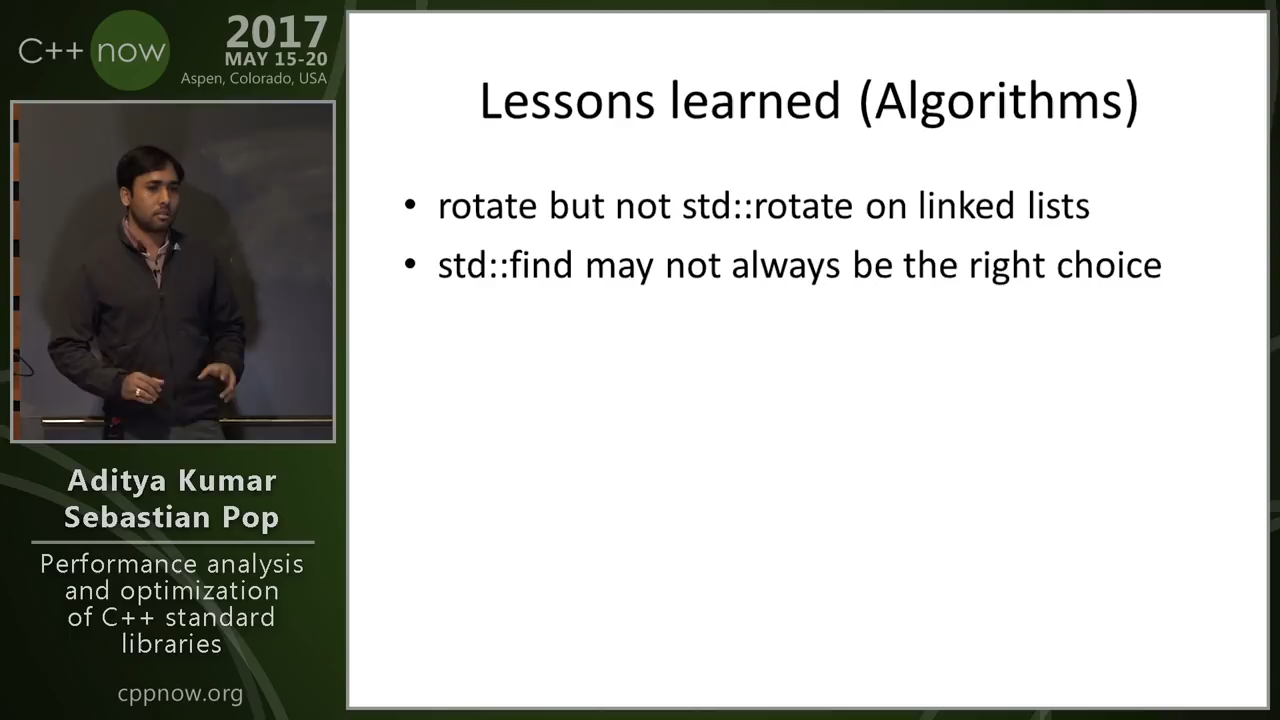 C++ now
2017
MAY 15-20
Aspen, Colorado, USA
Lessons learned (Algorithms)
• rotate but not std::rotate on linked lists
• std::find may not always be the right choice
Aditya Kumar
Sebastian Pop
Performance analysis
and optimization
of C++ standard
libraries
cppnow.org